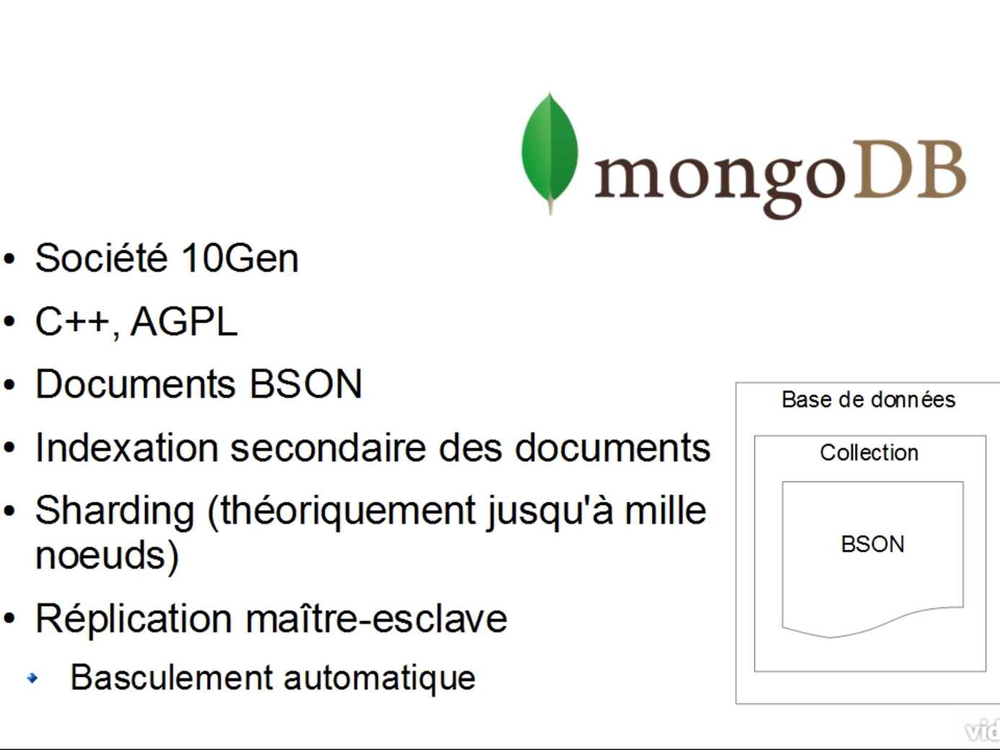 mongoDB
• Société 10Gen
• C++, AGPL
• Documents BSON
• Indexation secondaire des documents
• Sharding (théoriquement jusqu'à mille
noeuds)
• Réplication maître-esclave
Basculement automatique
Base de données
Collection
BSON